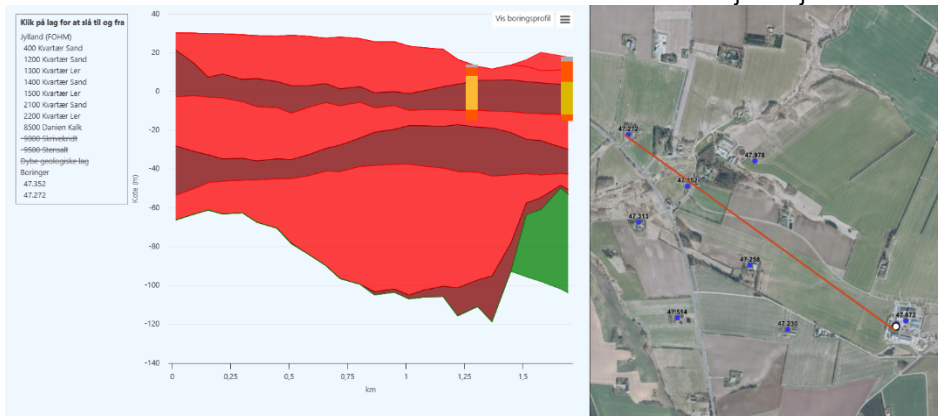 Klik på lag for at slå til og fra
Jylland (FOHM)
400 Kvartær Sand
1200 Kvartær Sand
1300 Kvartær Ler
1400 Kvartær Sand
1500 Kvartær Ler
2100 Kvartær Sand
2200 Kvartær Ler
8500 Danien Kalk
9000 Skrivekridt
9500 Stensalt
Dybe geologiske lag
Boringer
47.352
47.272
Vis boringsprofil
Kote (m)
40
20
0
-20
-40
-60
-80
-100
-120
-140
0
0,25
0,5
0,75
1
1,25
1,5
km
47.272
47.978
47.352
47.313
47.258
47.514
47.230